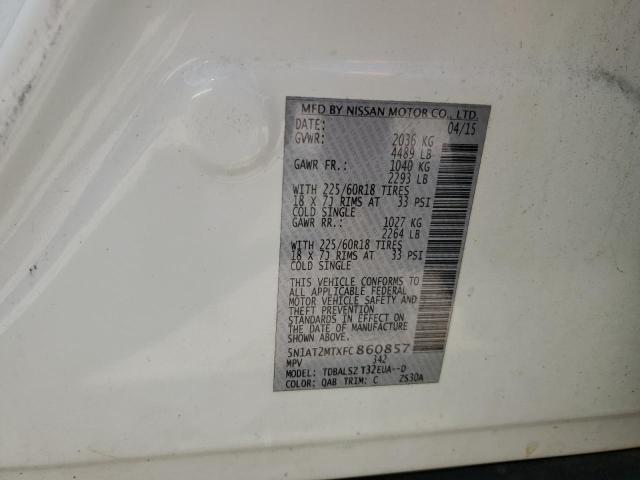 MFD BY NISSAN MOTOR CO., LTD.
DATE: 04/15
GVWR: 2036 KG
4489 LB
GAWR FR.: 1040 KG
2293 LB
WITH 225/60R18 TIRES
18 X 7J RIMS AT 33 PSI
COLD SINGLE
GAWR RR.: 1027 KG
2264 LB
WITH 225/60R18 TIRES
18 X 7J RIMS AT 33 PSI
COLD SINGLE
THIS VEHICLE CONFORMS TO
ALL APPLICABLE FEDERAL
MOTOR VEHICLE SAFETY AND
THEFT PREVENTION
STANDARDS IN EFFECT ON
THE DATE OF MANUFACTURE
SHOWN ABOVE.
5N1AT2MTXFC860857
MPV 342
MODEL: TDBALSZ T32EUA--D
COLOR: QAB TRIM: C 2S30A